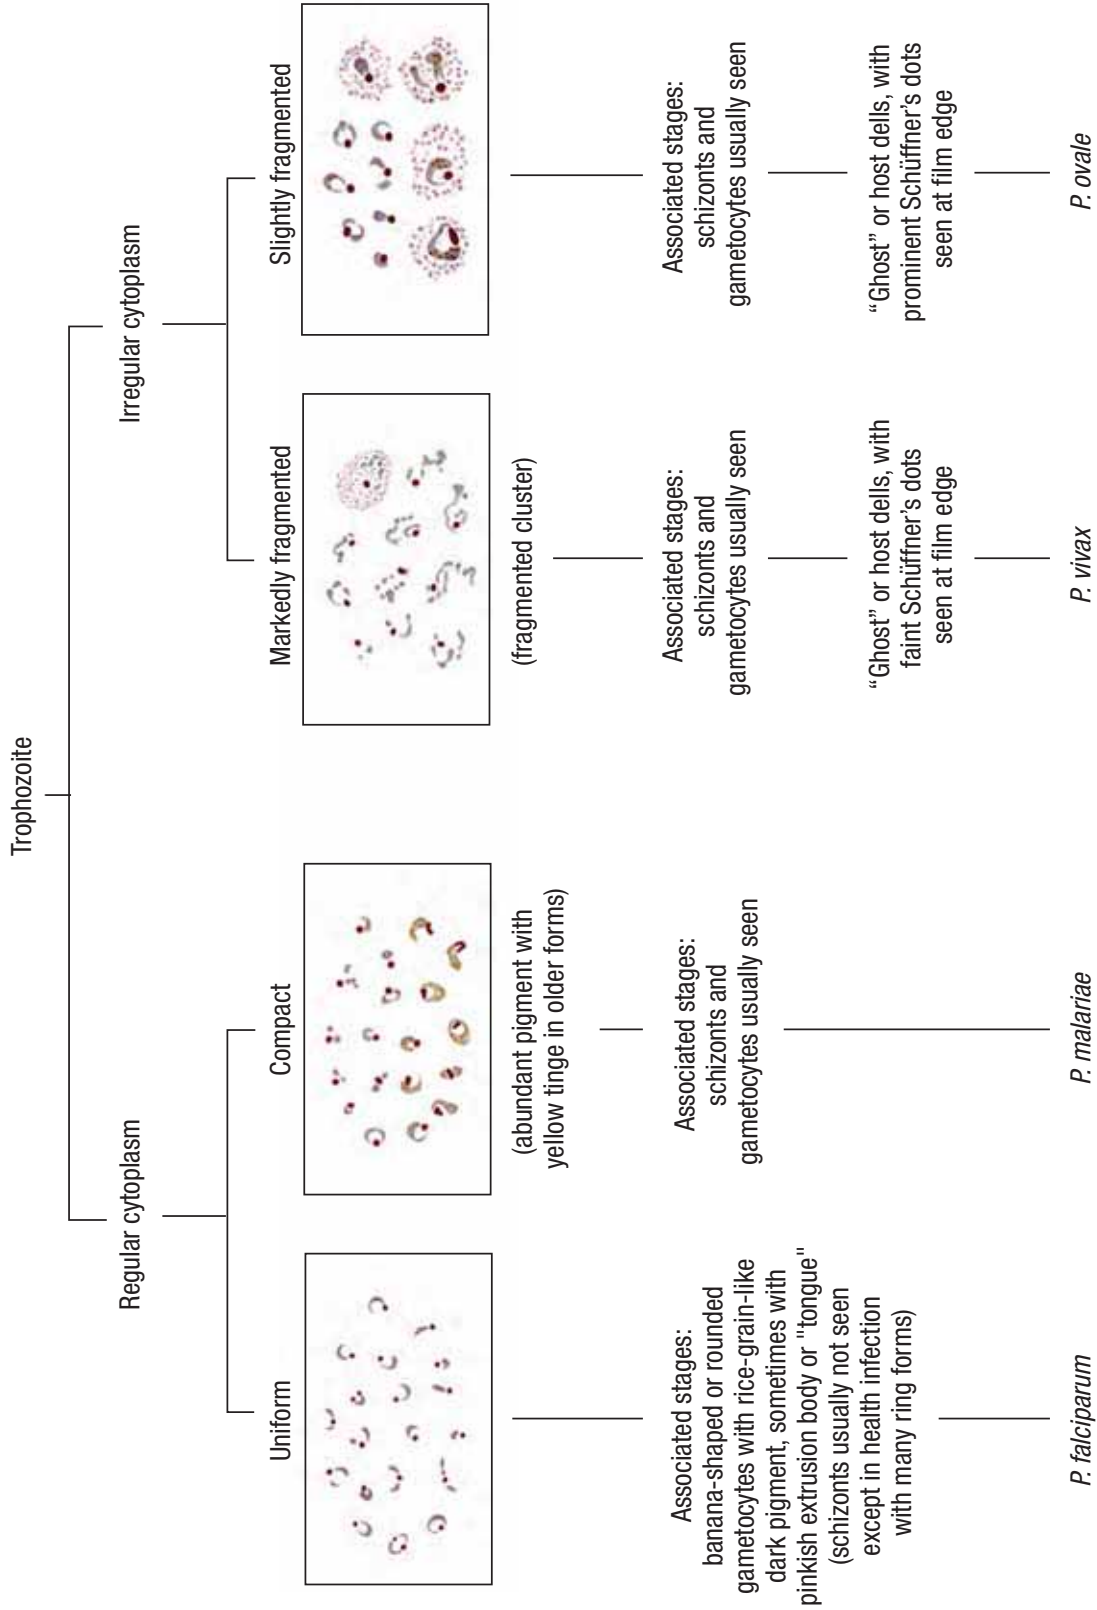 Trophozoite
Regular cytoplasm
Irregular cytoplasm
Uniform
Compact
Markedly fragmented
Slightly fragmented
(abundant pigment with
yellow tinge in older forms)
(fragmented cluster)
Associated stages:
banana-shaped or rounded
gametocytes with rice-grain-like
dark pigment, sometimes with
pinkish extrusion body or "tongue"
(schizonts usually not seen
except in health infection
with many ring forms)
Associated stages:
schizonts and
gametocytes usually seen
Associated stages:
schizonts and
gametocytes usually seen
Associated stages:
schizonts and
gametocytes usually seen
“Ghost” or host dells, with
faint Schüffner’s dots
seen at film edge
“Ghost” or host dells, with
prominent Schüffner’s dots
seen at film edge
P. falciparum
P. malariae
P. vivax
P. ovale